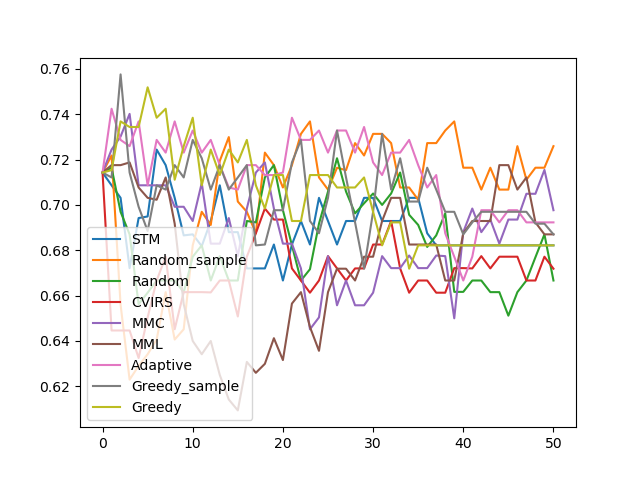 0.76
0.74
0.72
0.70
0.68
0.66
0.64
0.62
STM
Random_sample
Random
CVIRS
MMC
MML
Adaptive
Greedy_sample
Greedy
0 10 20 30 40 50